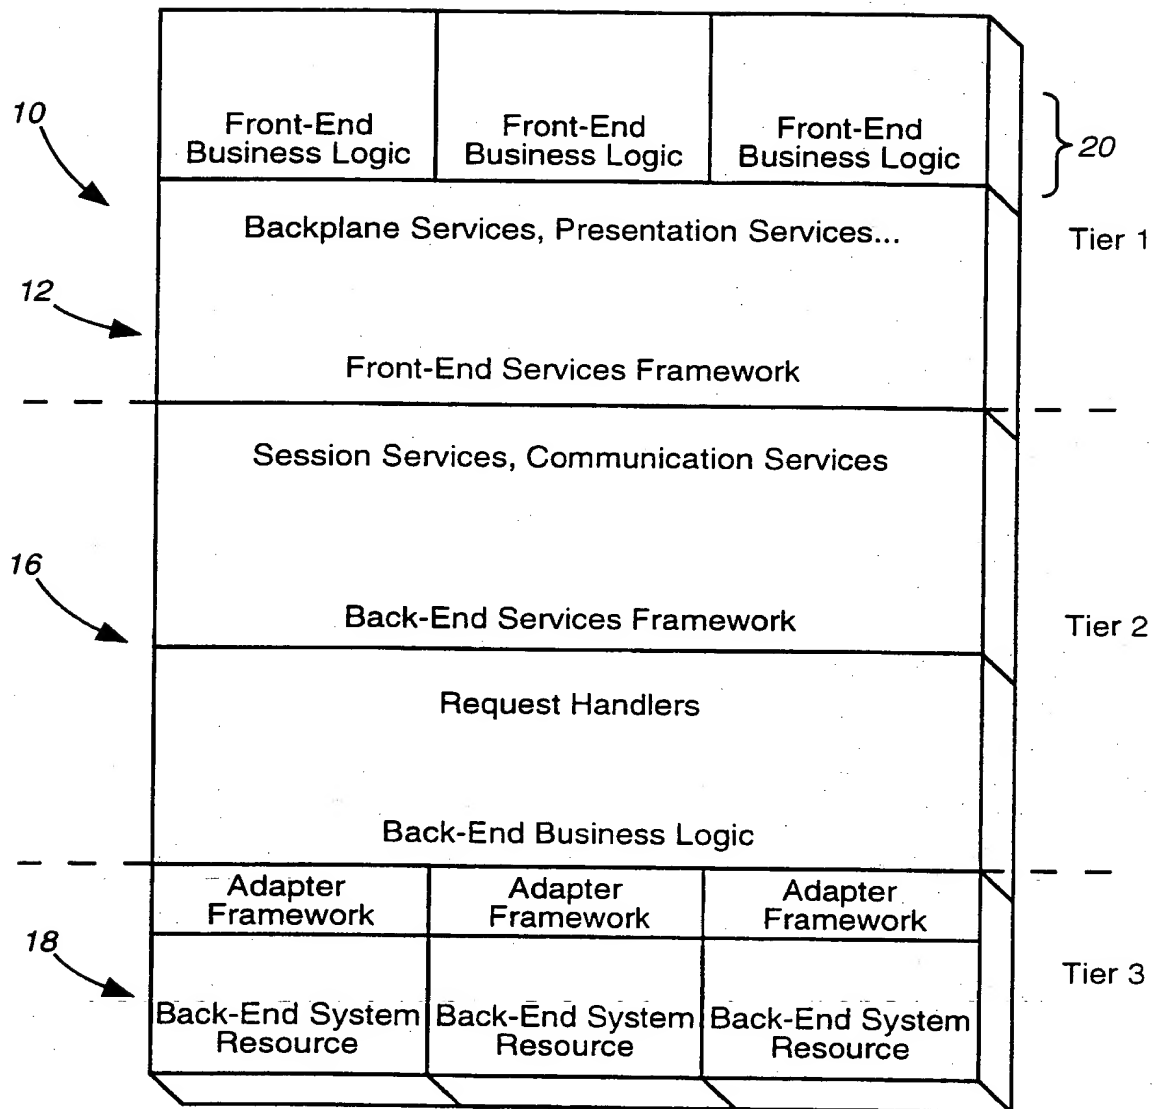 10
Front-End
Business Logic
Front-End
Business Logic
Front-End
Business Logic
20
Backplane Services, Presentation Services...
Tier 1
12
Front-End Services Framework
Session Services, Communication Services
16
Back-End Services Framework
Tier 2
Request Handlers
Back-End Business Logic
Adapter
Framework
Adapter
Framework
Adapter
Framework
18
Tier 3
Back-End System
Resource
Back-End System
Resource
Back-End System
Resource